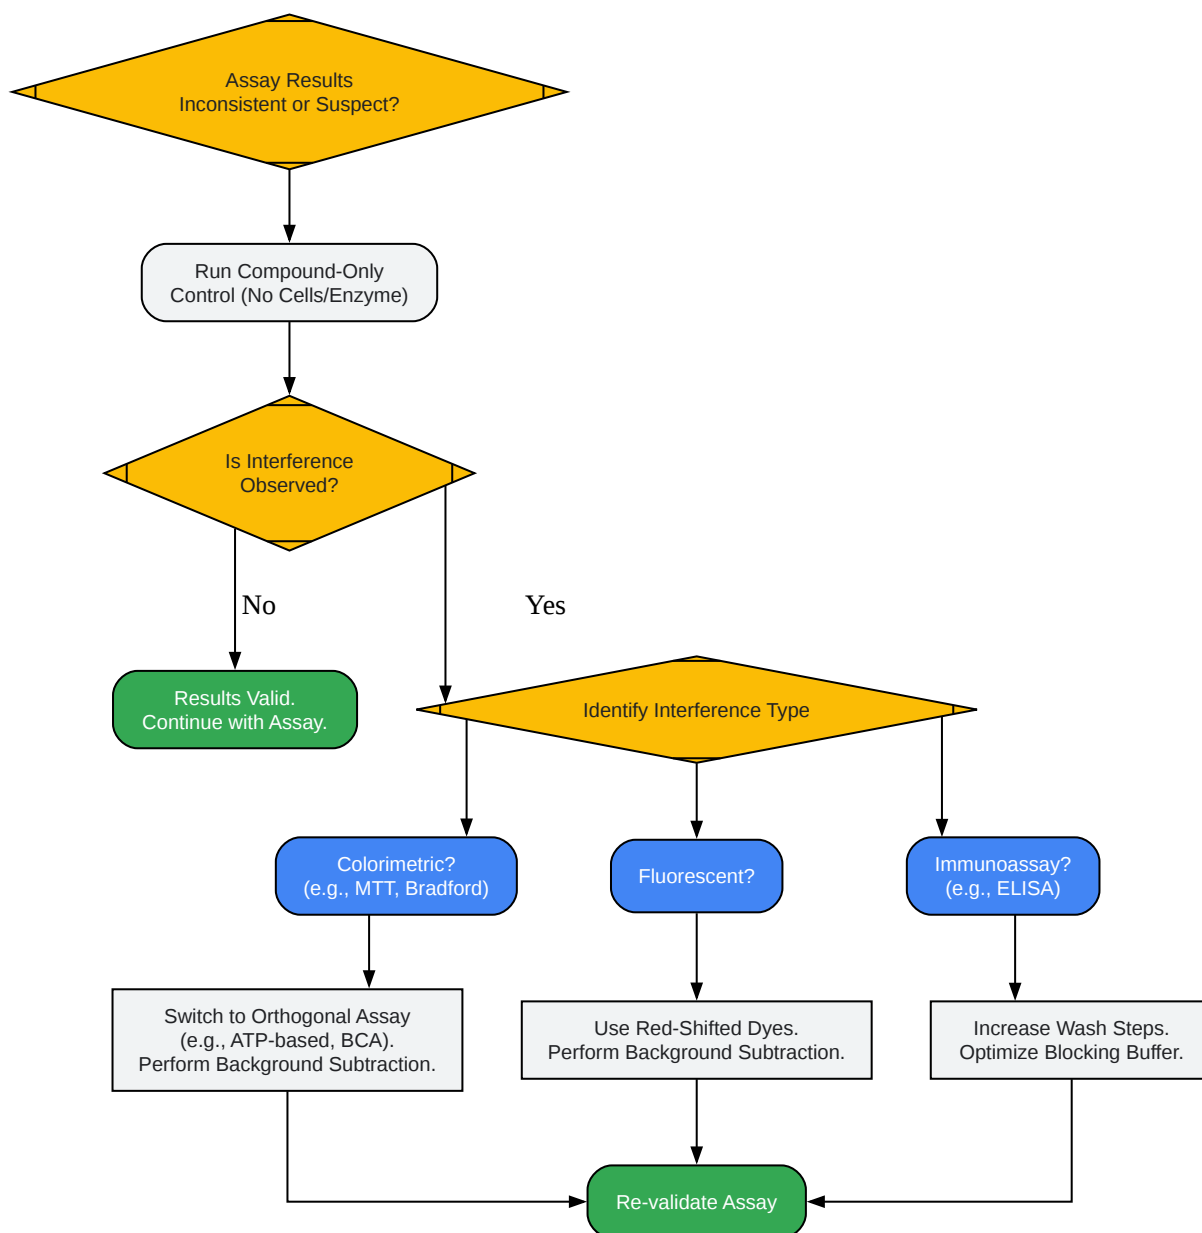 Assay Results
Inconsistent or Suspect?
Run Compound-Only
Control (No Cells/Enzyme)
Is Interference
Observed?
No
Yes
Results Valid.
Continue with Assay.
Identify Interference Type
Colorimetric?
(e.g., MTT, Bradford)
Fluorescent?
Immunoassay?
(e.g., ELISA)
Switch to Orthogonal Assay
(e.g., ATP-based, BCA).
Perform Background Subtraction.
Use Red-Shifted Dyes.
Perform Background Subtraction.
Increase Wash Steps.
Optimize Blocking Buffer.
Re-validate Assay